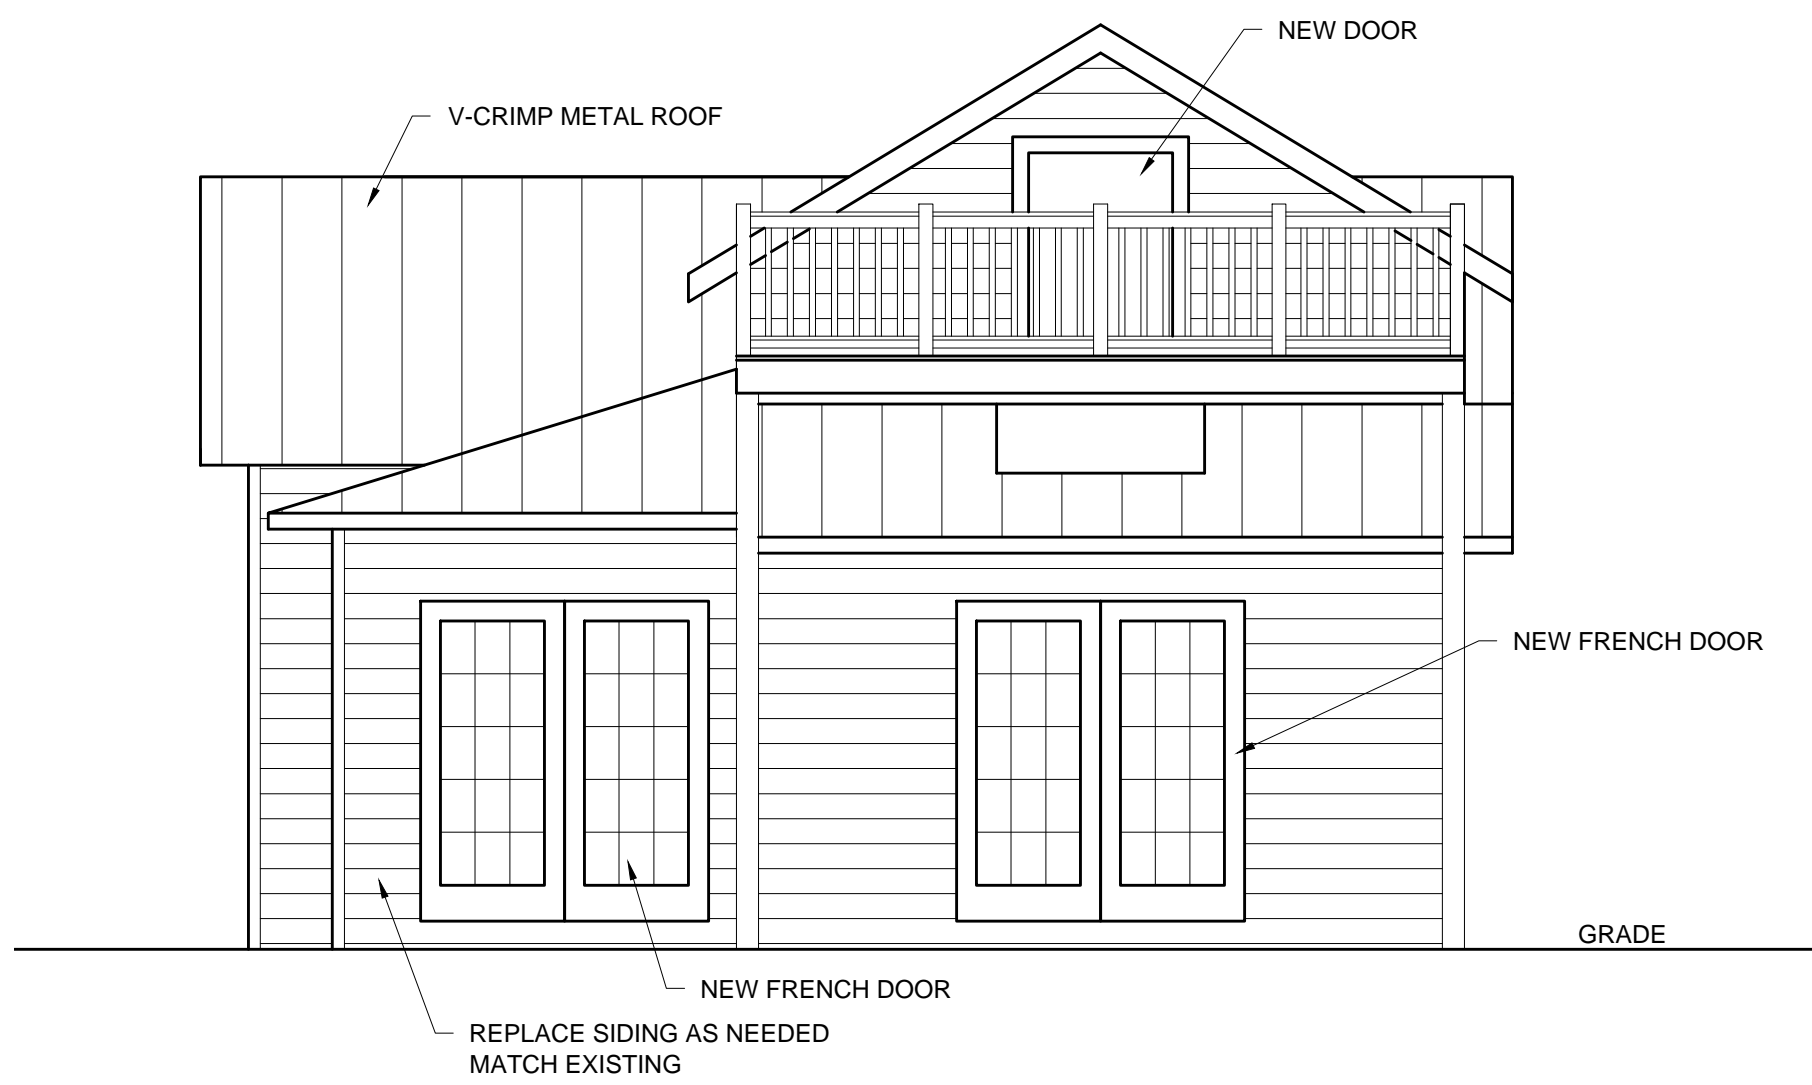 NEW DOOR
V-CRIMP METAL ROOF
NEW FRENCH DOOR
GRADE
NEW FRENCH DOOR
REPLACE SIDING AS NEEDED
MATCH EXISTING